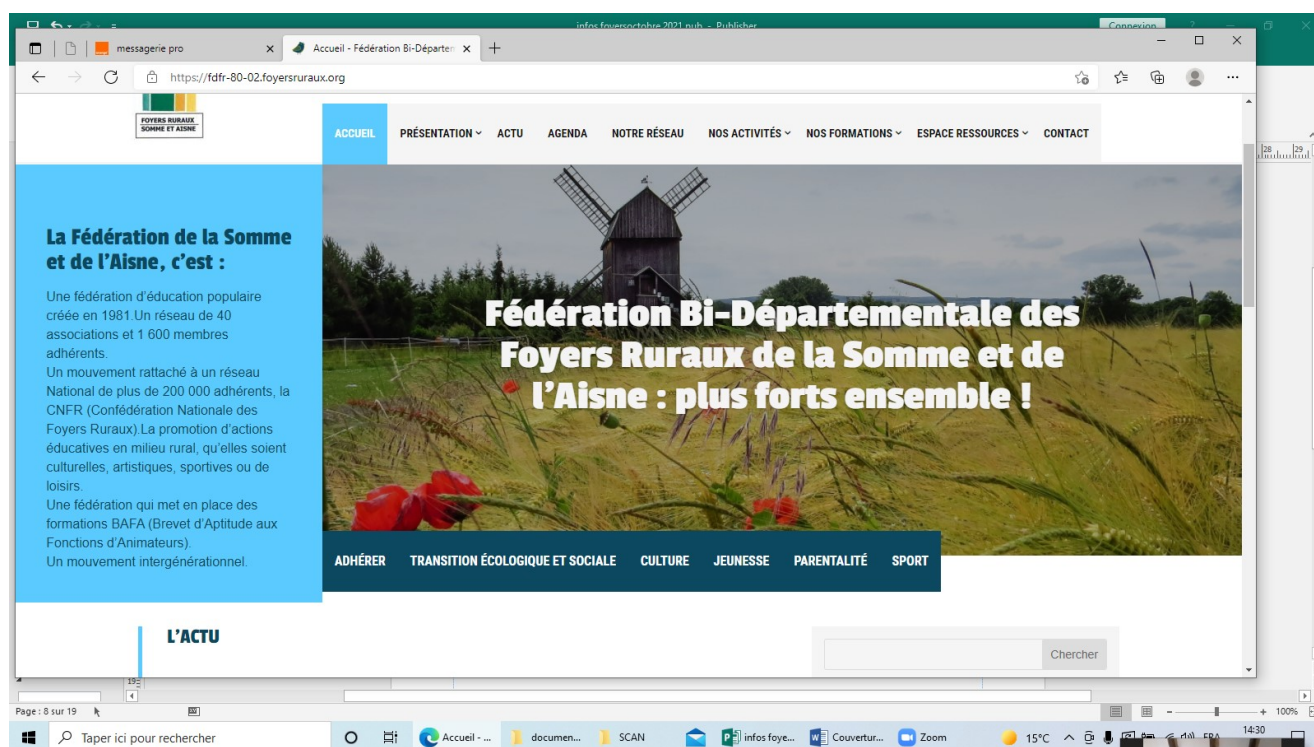 infos foyersoctobre 2021.pub - Publisher
Connexion
?
messagerie pro
Accueil - Fédération Bi-Départem
https://fdfr-80-02.foyersruraux.org
FOYERS RURAUX
SOMME ET AISNE
ACCUEIL
PRÉSENTATION
ACTU
AGENDA
NOTRE RÉSEAU
NOS ACTIVITÉS
NOS FORMATIONS
ESPACE RESSOURCES
CONTACT
28
29
La Fédération de la Somme
et de l'Aisne, c'est :
Une fédération d'éducation populaire
créée en 1981.Un réseau de 40
associations et 1 600 membres
adhérents.
Un mouvement rattaché à un réseau
National de plus de 200 000 adhérents, la
CNFR (Confédération Nationale des
Foyers Ruraux).La promotion d'actions
éducatives en milieu rural, qu'elles soient
culturelles, artistiques, sportives ou de
loisirs.
Une fédération qui met en place des
formations BAFA (Brevet d'Aptitude aux
Fonctions d'Animateurs).
Un mouvement intergénérationnel.
Fédération Bi-Départementale des
Foyers Ruraux de la Somme et de
l'Aisne : plus forts ensemble !
ADHÉRER
TRANSITION ÉCOLOGIQUE ET SOCIALE
CULTURE
JEUNESSE
PARENTALITÉ
SPORT
L'ACTU
Chercher
19
Page : 8 sur 19
100%
Taper ici pour rechercher
Accueil - ...
documen...
SCAN
infos foye...
Couvertur...
Zoom
15°C
FRA
14:30